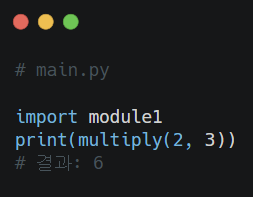 # main.py
import module1
print(multiply(2, 3))
# 결과: 6